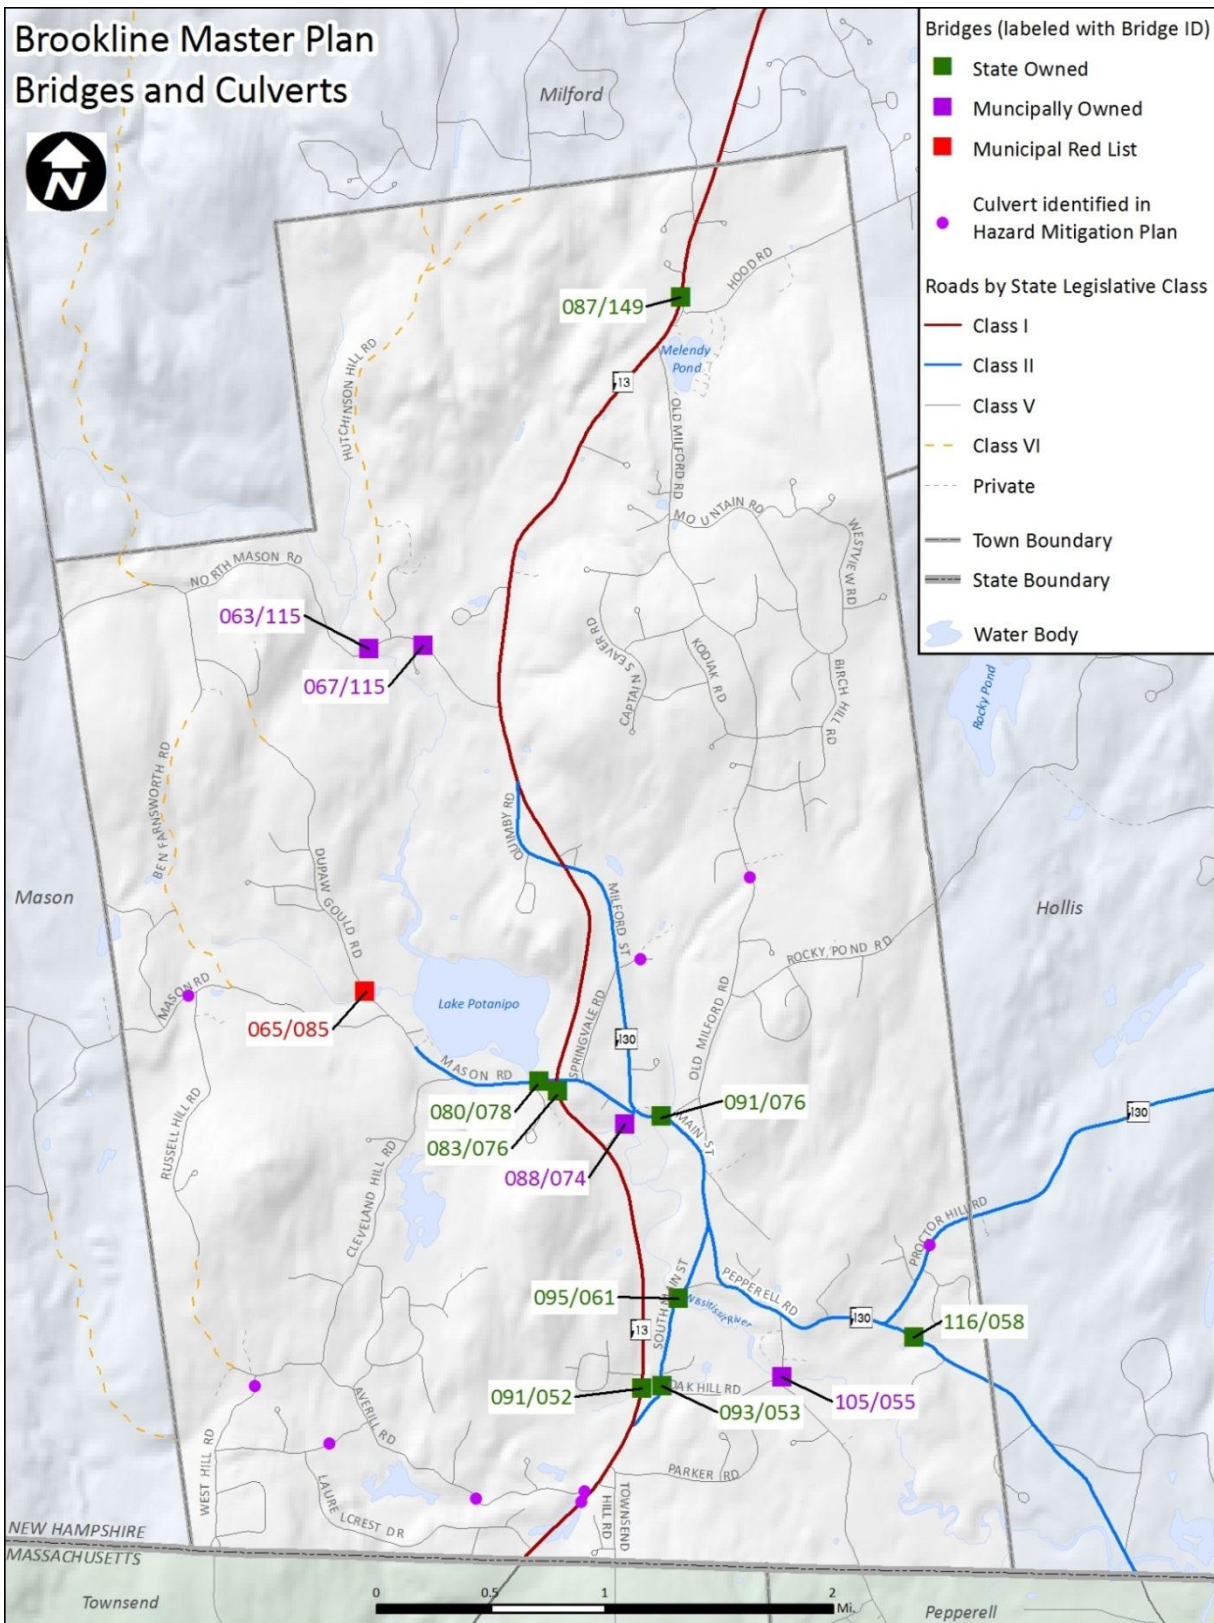 Brookline Master Plan
Bridges and Culverts
N
Milford
Bridges (labeled with Bridge ID)
State Owned
Muncipally Owned
Municipal Red List
Culvert identified in
Hazard Mitigation Plan
Roads by State Legislative Class
Class I
Class II
Class V
Class VI
Private
Town Boundary
State Boundary
Water Body
HOOD RD
087/149
Melendy
Pond
13
HUTCHINSON HILL RD
OLD MILFORD RD
MOUNTAIN RD
WESTVIEW RD
NORTH MASON RD
063/115
067/115
CAPTAIN SEAVER RD
KODIAK RD
BIRCH HILL RD
Rocky Pond
BEN FARNSWORTH RD
QUIMBY RD
DUPAW GOULD RD
MILFORD ST
Mason
Hollis
ROCKY POND RD
MASON RD
Lake Potanipo
065/085
SPRINGVALE RD
130
OLD MILFORD RD
MASON RD
080/078
083/076
091/076
MAIN ST
088/074
130
RUSSELL HILL RD
CLEVELAND HILL RD
PROCTOR HILL RD
PEPPERELL RD
SOUTH MAIN ST
095/061
130
116/058
13
091/052
OAK HILL RD
093/053
105/055
AVERILL RD
WEST HILL RD
PARKER RD
LAURELCREST DR
TOWNSEND
HILL RD
NEW HAMPSHIRE
MASSACHUSETTS
Townsend
Pepperell
0 0.5 1 2
Mi.